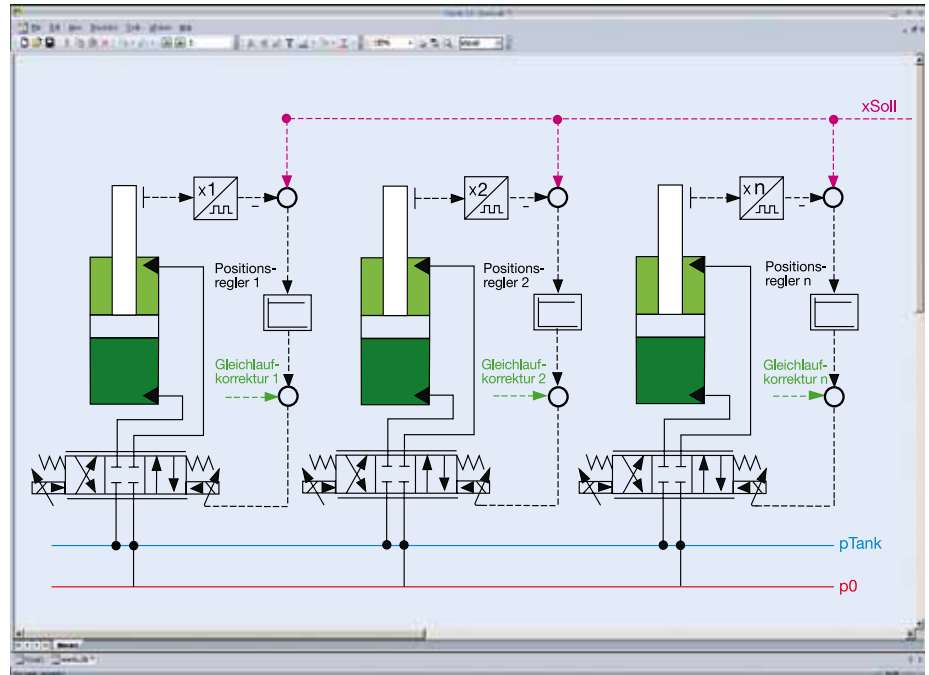 xSoll
x1
x2
xn
Positions-
regler 1
Positions-
regler 2
Positions-
regler n
Gleichlauf-
korrektur 1
Gleichlauf-
korrektur 2
Gleichlauf-
korrektur n
pTank
p0